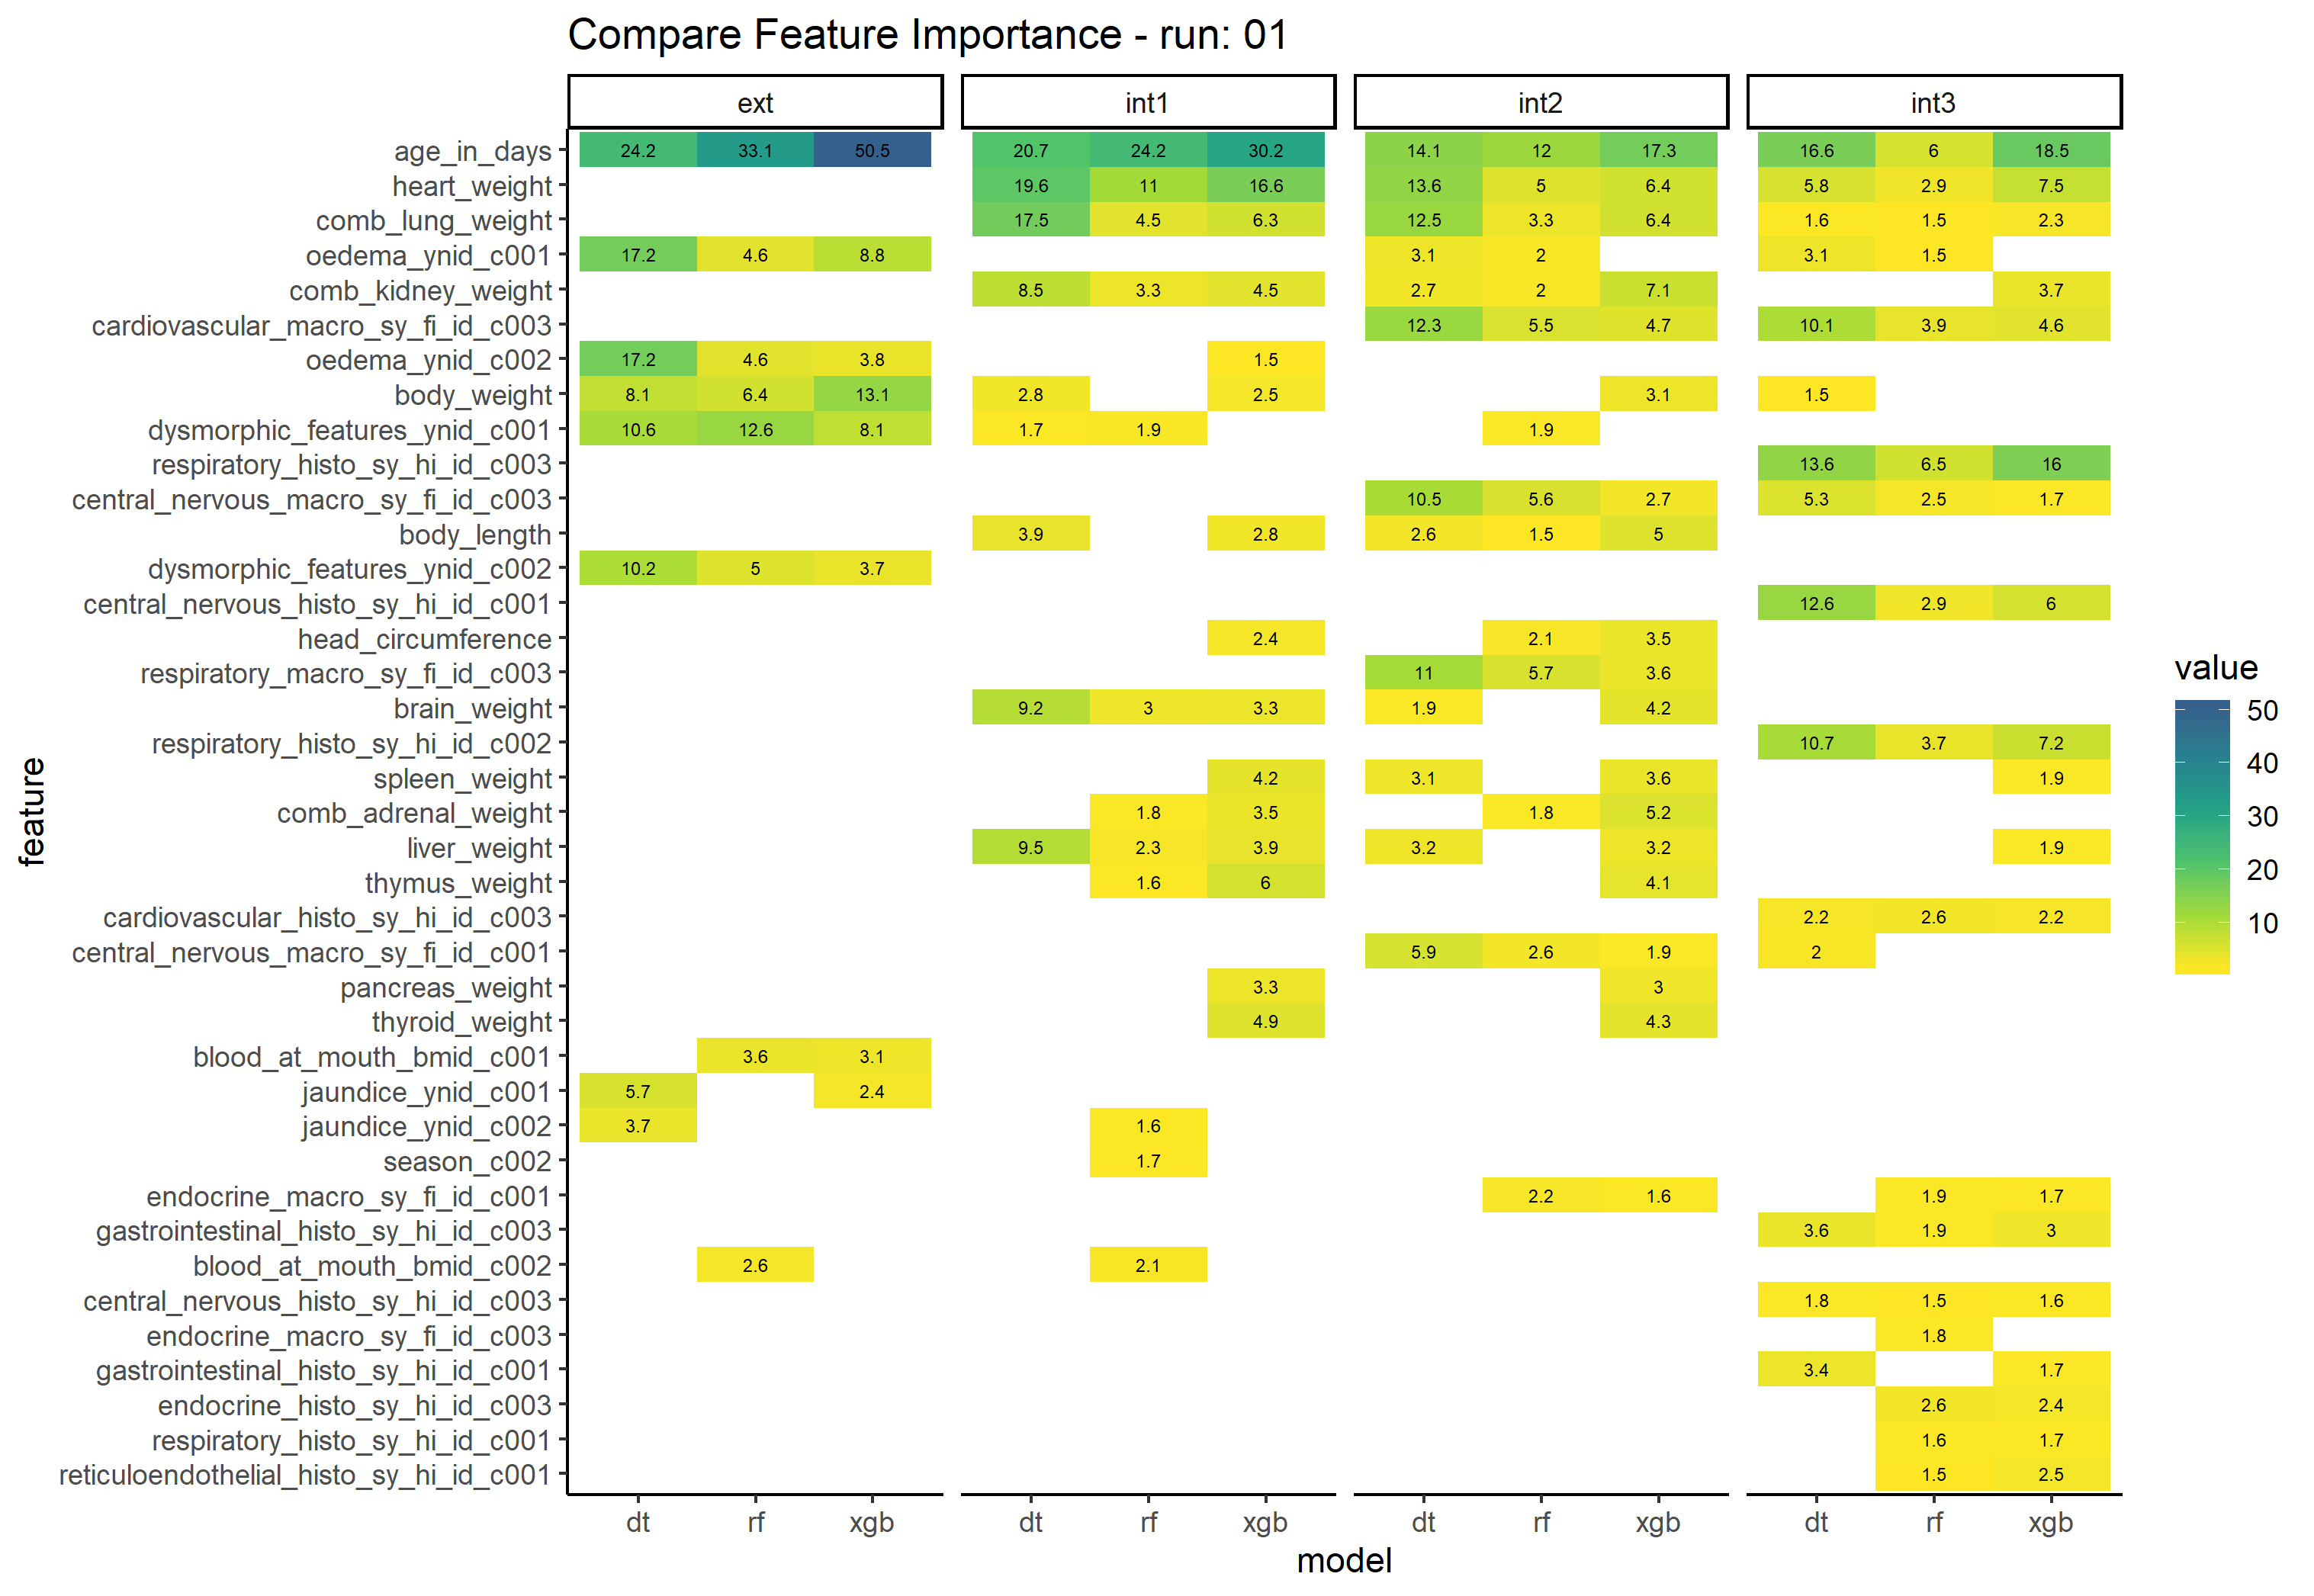 Compare Feature Importance - run: 01
ext int1 int2 int3
age_in_days 24.2 33.1 50.5 20.7 24.2 30.2 14.1 12 17.3 16.6 6 18.5
heart_weight 19.6 11 16.6 13.6 5 6.4 5.8 2.9 7.5
comb_lung_weight 17.5 4.5 6.3 12.5 3.3 6.4 1.6 1.5 2.3
oedema_ynid_c001 17.2 4.6 8.8 3.1 2 3.1 1.5
comb_kidney_weight 8.5 3.3 4.5 2.7 2 7.1 3.7
cardiovascular_macro_sy_fi_id_c003 12.3 5.5 4.7 10.1 3.9 4.6
oedema_ynid_c002 17.2 4.6 3.8 1.5
body_weight 8.1 6.4 13.1 2.8 2.5 3.1 1.5
dysmorphic_features_ynid_c001 10.6 12.6 8.1 1.7 1.9 1.9
respiratory_histo_sy_hi_id_c003 13.6 6.5 16
central_nervous_macro_sy_fi_id_c003 10.5 5.6 2.7 5.3 2.5 1.7
body_length 3.9 2.8 2.6 1.5 5
dysmorphic_features_ynid_c002 10.2 5 3.7
central_nervous_histo_sy_hi_id_c001 12.6 2.9 6
head_circumference 2.4 2.1 3.5
respiratory_macro_sy_fi_id_c003 11 5.7 3.6
brain_weight 9.2 3 3.3 1.9 4.2
respiratory_histo_sy_hi_id_c002 10.7 3.7 7.2
spleen_weight 4.2 3.1 3.6 1.9
comb_adrenal_weight 1.8 3.5 1.8 5.2
liver_weight 9.5 2.3 3.9 3.2 3.2 1.9
thymus_weight 1.6 6 4.1
cardiovascular_histo_sy_hi_id_c003 2.2 2.6 2.2
central_nervous_macro_sy_fi_id_c001 5.9 2.6 1.9 2
pancreas_weight 3.3 3
thyroid_weight 4.9 4.3
blood_at_mouth_bmid_c001 3.6 3.1
jaundice_ynid_c001 5.7 2.4
jaundice_ynid_c002 3.7 1.6
season_c002 1.7
endocrine_macro_sy_fi_id_c001 2.2 1.6 1.9 1.7
gastrointestinal_histo_sy_hi_id_c003 3.6 1.9 3
blood_at_mouth_bmid_c002 2.6 2.1
central_nervous_histo_sy_hi_id_c003 1.8 1.5 1.6
endocrine_macro_sy_fi_id_c003 1.8
gastrointestinal_histo_sy_hi_id_c001 3.4 1.7
endocrine_histo_sy_hi_id_c003 2.6 2.4
respiratory_histo_sy_hi_id_c001 1.6 1.7
reticuloendothelial_histo_sy_hi_id_c001 1.5 2.5
dt rf xgb dt rf xgb dt rf xgb dt rf xgb
model
feature
value
50
40
30
20
10